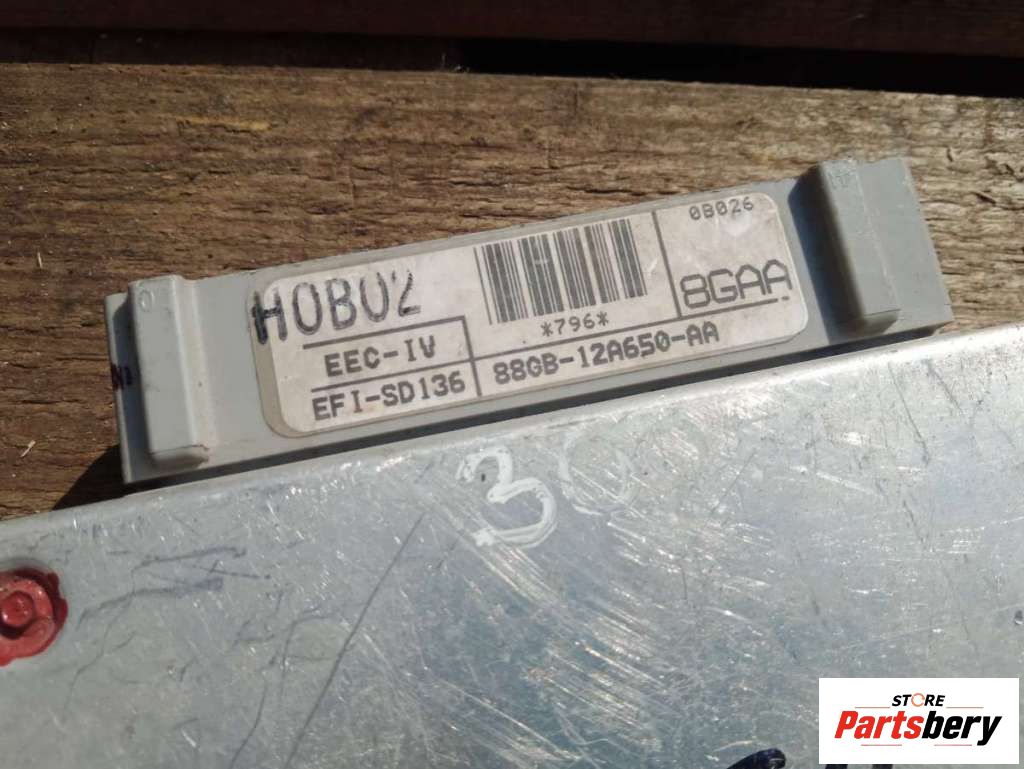 0B026
H0B02
8GAA
*796*
EEC-IV
88GB-12A650-AA
EFI-SD136
30
STORE
Partsbery